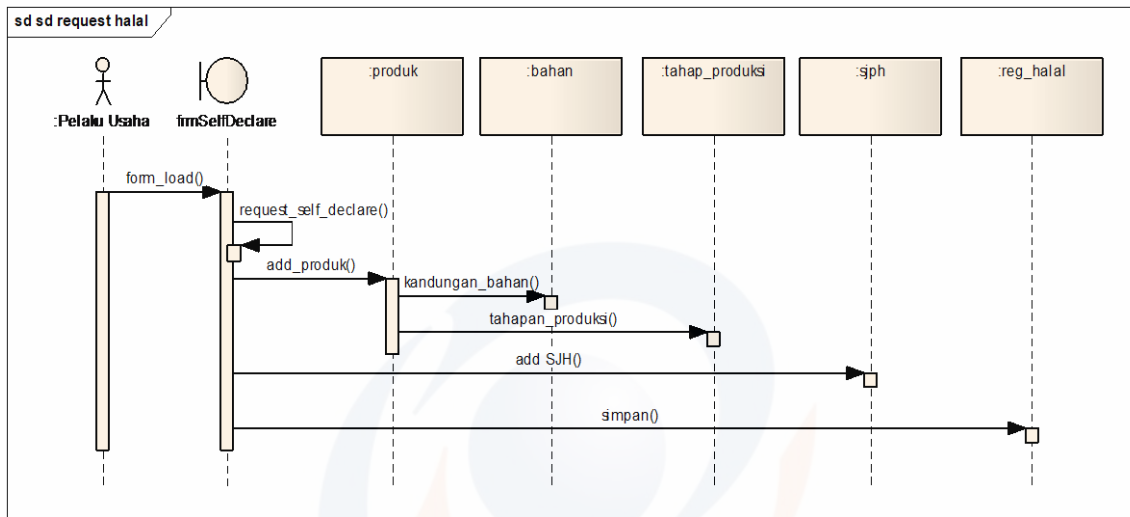 sd sd request halal
:Pelaku Usaha
frmSelfDeclare
:produk
:bahan
:tahap_produksi
:sjph
:reg_halal
form_load()
request_self_declare()
add_produk()
kandungan_bahan()
tahapan_produksi()
add SJH()
simpan()